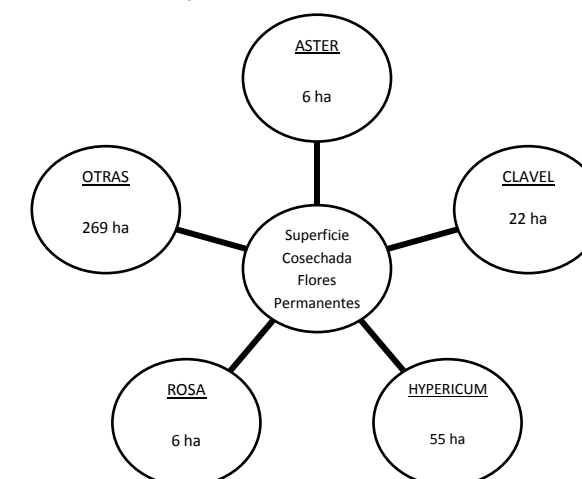 ASTER
6 ha
OTRAS
269 ha
CLAVEL
22 ha
Superficie
Cosechada
Flores
Permanentes
ROSA
6 ha
HYPERICUM
55 ha